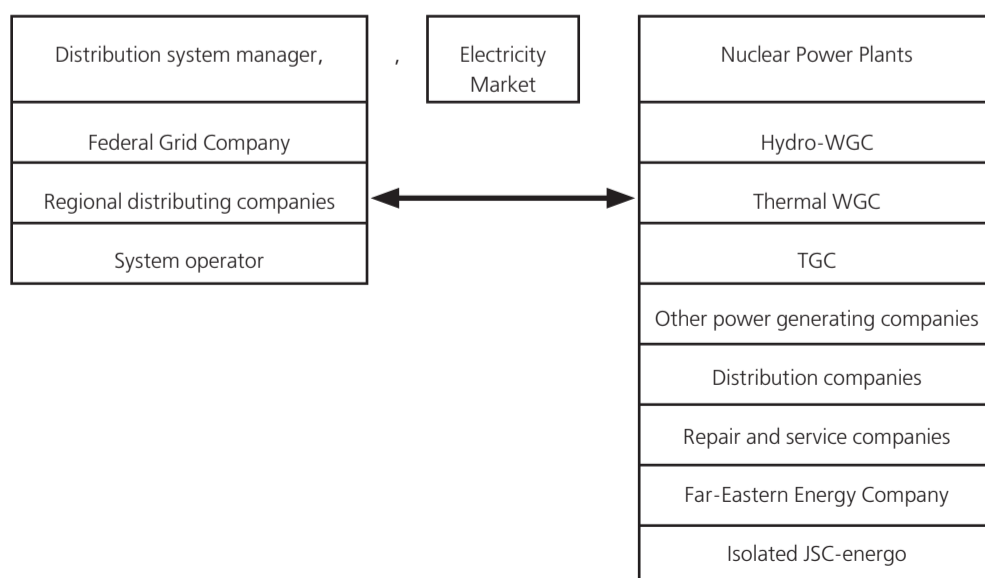 Distribution system manager,
,
Electricity
Market
Nuclear Power Plants
Federal Grid Company
Hydro-WGC
Regional distributing companies
Thermal WGC
System operator
TGC
Other power generating companies
Distribution companies
Repair and service companies
Far-Eastern Energy Company
Isolated JSC-energo